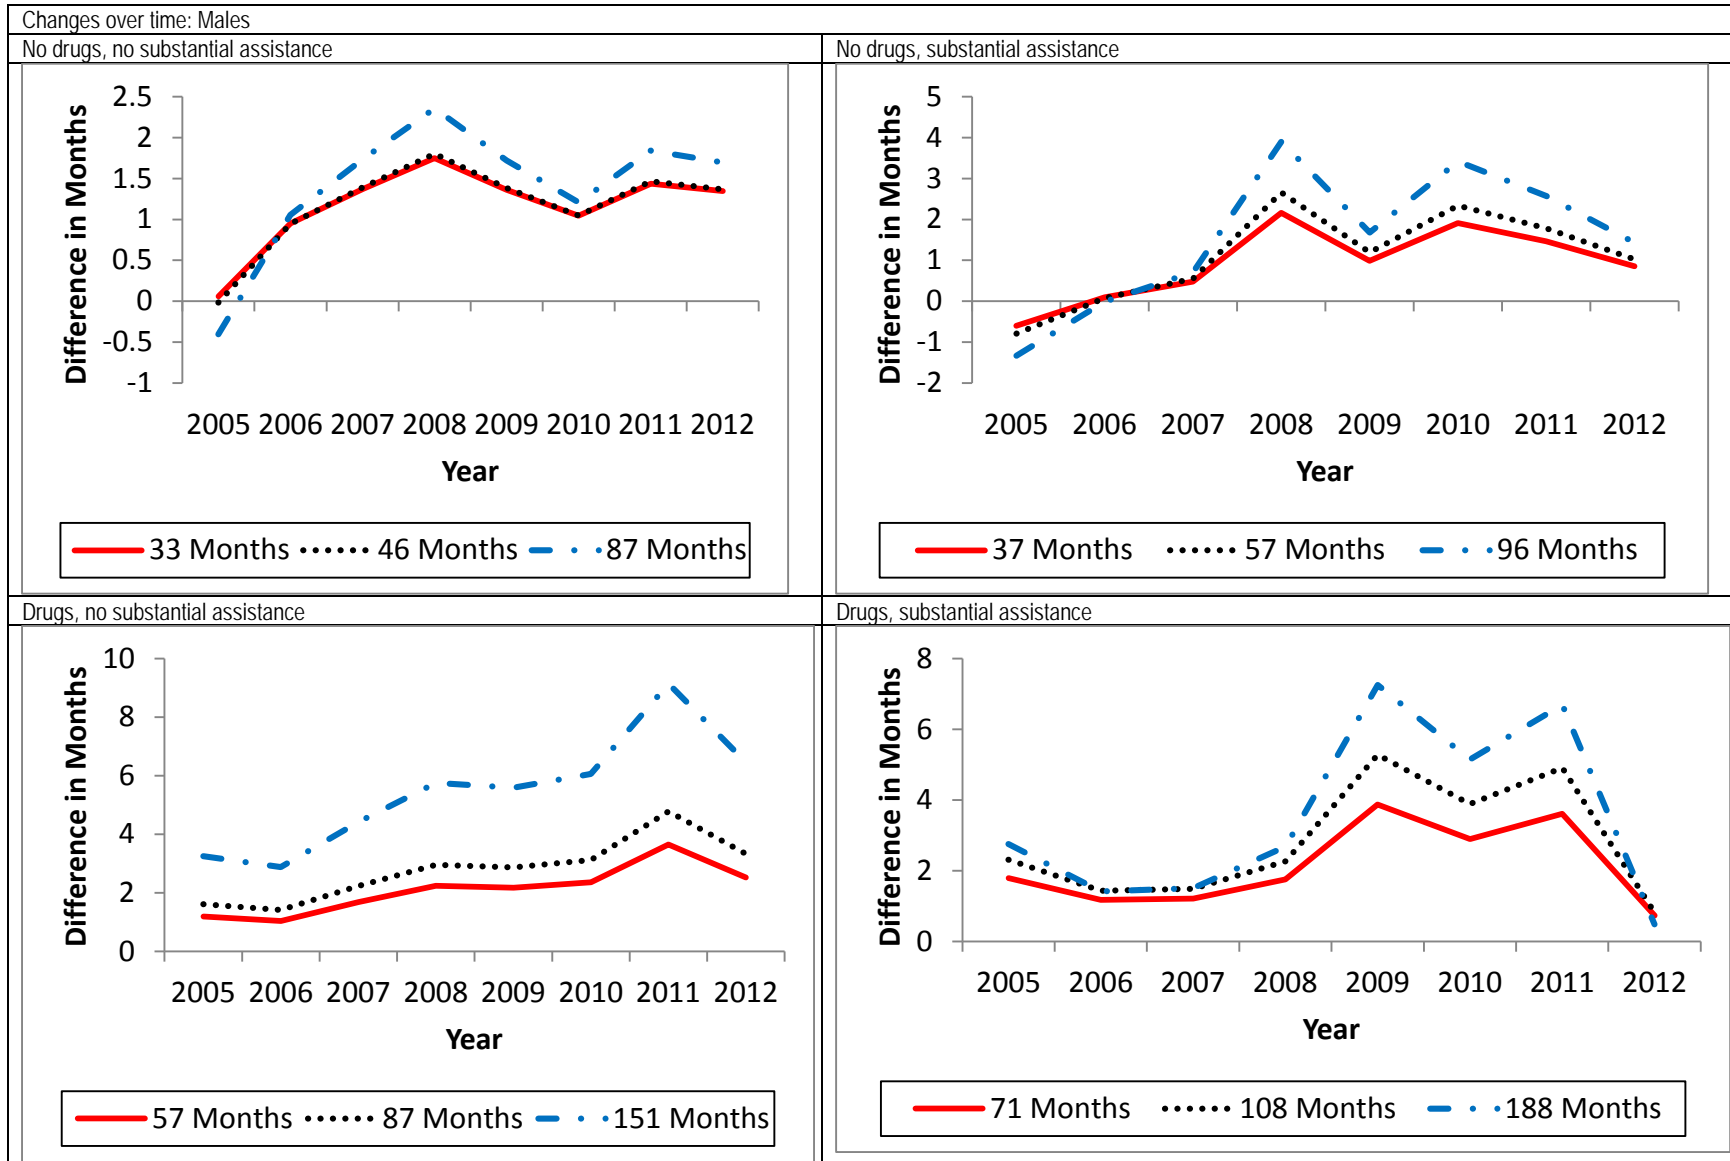 Changes over time: Males
No drugs, no substantial assistance
Difference in Months
2.5
2
1.5
1
0.5
0
-0.5
-1
2005 2006 2007 2008 2009 2010 2011 2012
Year
33 Months 46 Months 87 Months
No drugs, substantial assistance
Difference in Months
5
4
3
2
1
0
-1
-2
2005 2006 2007 2008 2009 2010 2011 2012
Year
37 Months 57 Months 96 Months
Drugs, no substantial assistance
Difference in Months
10
8
6
4
2
0
2005 2006 2007 2008 2009 2010 2011 2012
Year
57 Months 87 Months 151 Months
Drugs, substantial assistance
Difference in Months
8
6
4
2
0
2005 2006 2007 2008 2009 2010 2011 2012
Year
71 Months 108 Months 188 Months